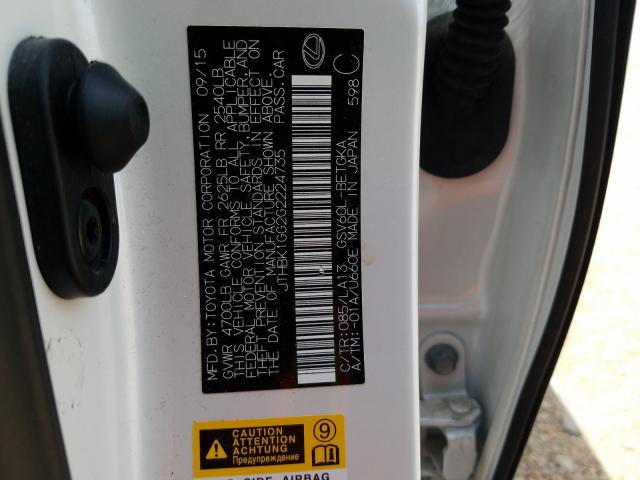 MFD. BY: TOYOTA MOTOR CORPORATION 09/15
GVWR 4700LB GAWR FR 2625LB RR 2540LB
THIS VEHICLE CONFORMS TO ALL APPLICABLE
FEDERAL MOTOR VEHICLE SAFETY, BUMPER, AND
THEFT PREVENTION STANDARDS IN EFFECT ON
THE DATE OF MANUFACTURE SHOWN ABOVE.
JTHBK1GG2G2224735 PASS. CAR
C/TR:085/LA13 GSV60L-BETGKA
A/TM:-01A/U660E MADE IN JAPAN 598 C
CAUTION
ATTENTION
ACHTUNG
Предупреждение
9
SIDE AIRBAG